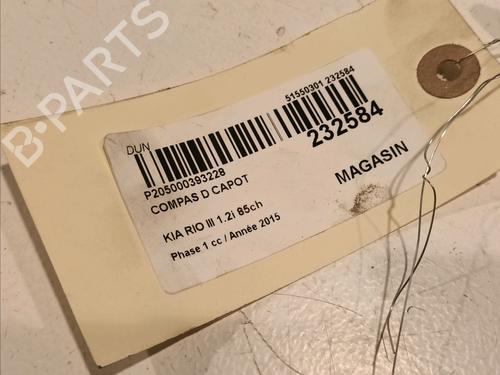 B-PARTS
DUN
51550301 232584
232584
P205000393228
COMPAS D CAPOT
MAGASIN
KIA RIO III 1.2i 85ch
Phase 1 cc / Année 2015